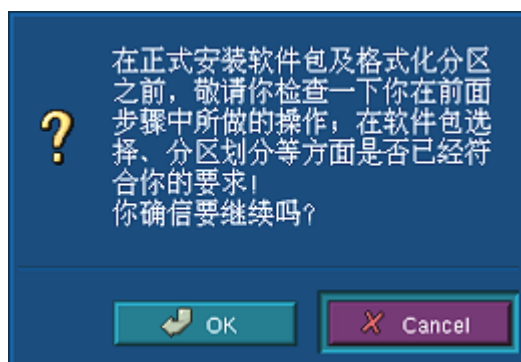 在正式安装软件包及格式化分区
之前，敬请你检查一下你在前面
步骤中所做的操作；在软件包选
择、分区划分等方面是否已经符
合你的要求！
你确信要继续吗？
OK
Cancel